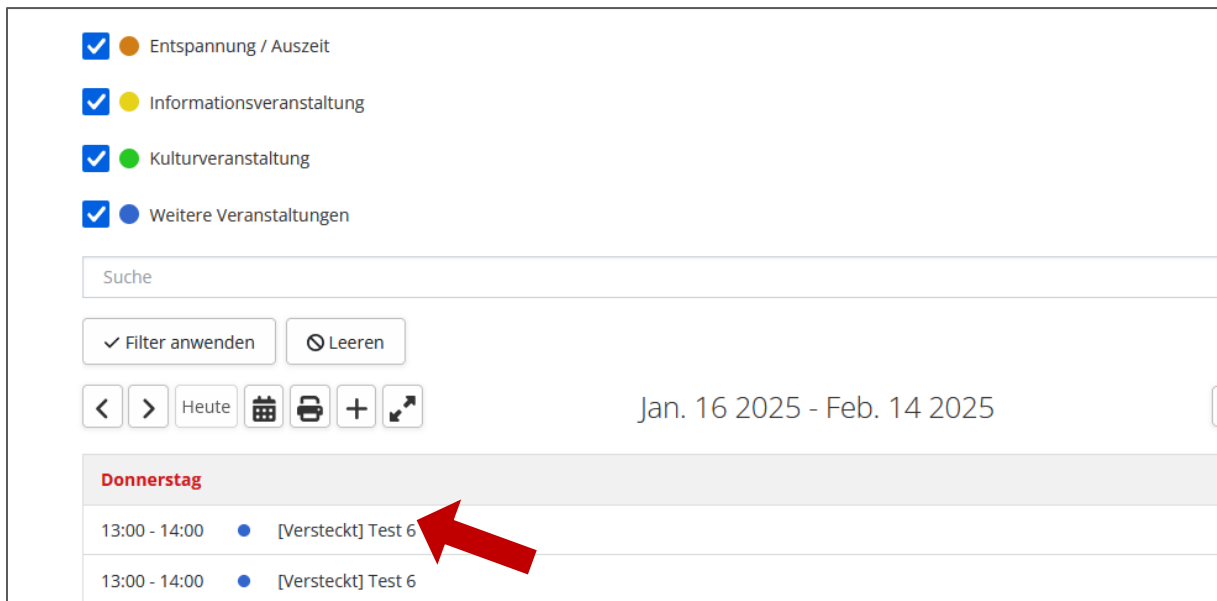 Entspannung / Auszeit
Informationsveranstaltung
Kulturveranstaltung
Weitere Veranstaltungen
Suche
Filter anwenden Leeren
Heute Jan. 16 2025 - Feb. 14 2025
Donnerstag
13:00 - 14:00 [Versteckt] Test 6
13:00 - 14:00 [Versteckt] Test 6